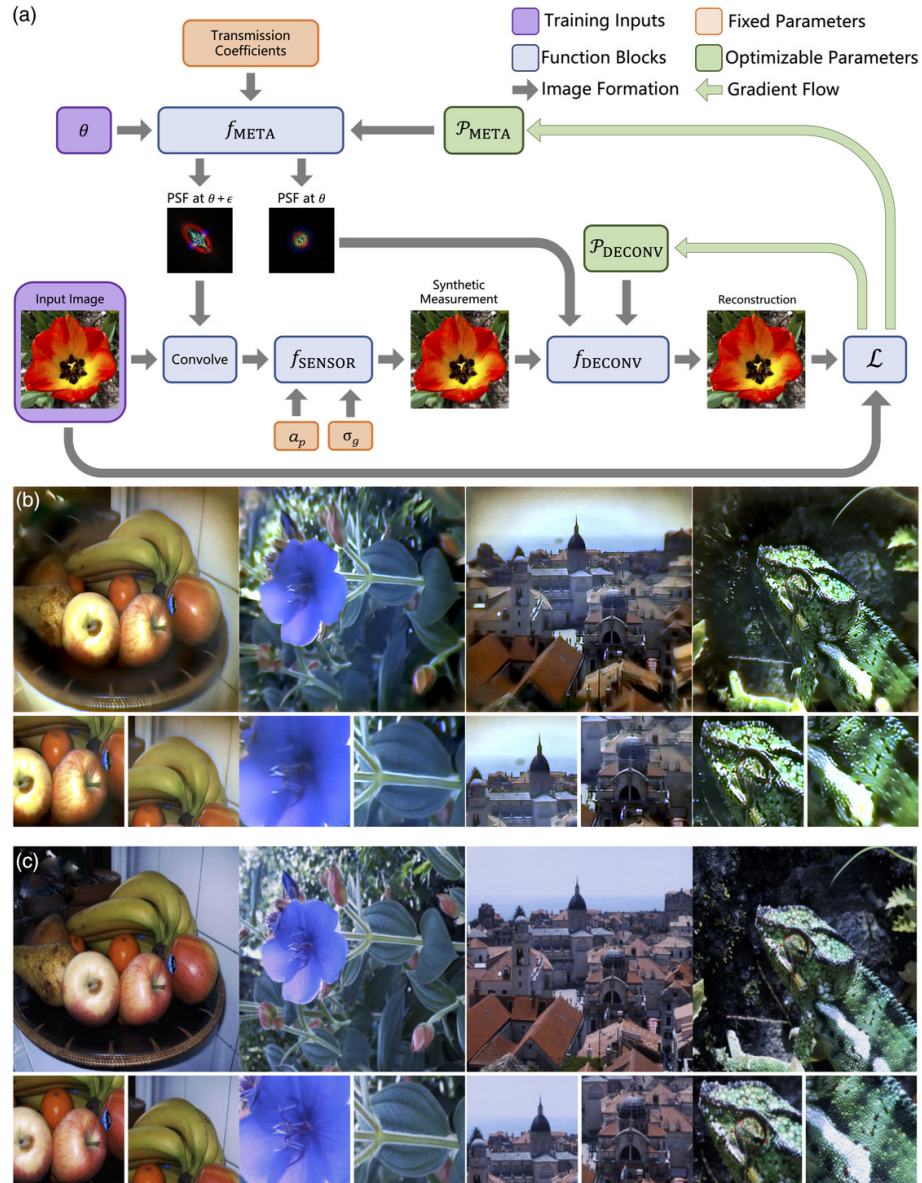 (a)
Training Inputs
Fixed Parameters
Function Blocks
Optimizable Parameters
Image Formation
Gradient Flow
Transmission
Coefficients
θ
f_META
𝒫_META
PSF at θ + ϵ
PSF at θ
𝒫_DECONV
Input Image
Synthetic
Measurement
Reconstruction
Convolve
f_SENSOR
f_DECONV
ℒ
a_p
σ_g
(b)
(c)